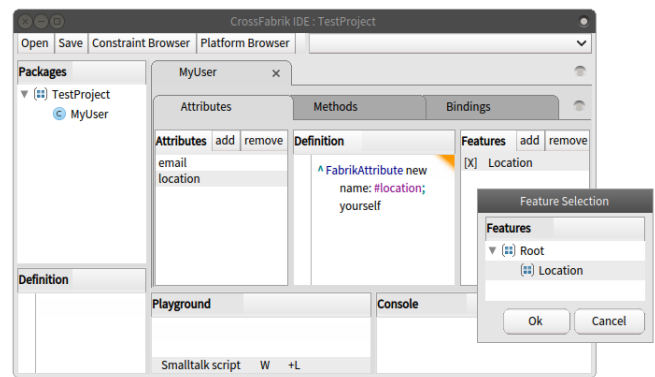 CrossFabrik IDE : TestProject
Open Save Constraint Browser Platform Browser
Packages
TestProject
C MyUser
Definition
MyUser ×
Attributes Methods Bindings
Attributes add remove
email
location
Definition
^ FabrikAttribute new
name: #location;
yourself
Features add remove
[X] Location
Playground
Smalltalk script W +L
Console
Feature Selection
Features
Root
Location
Ok Cancel